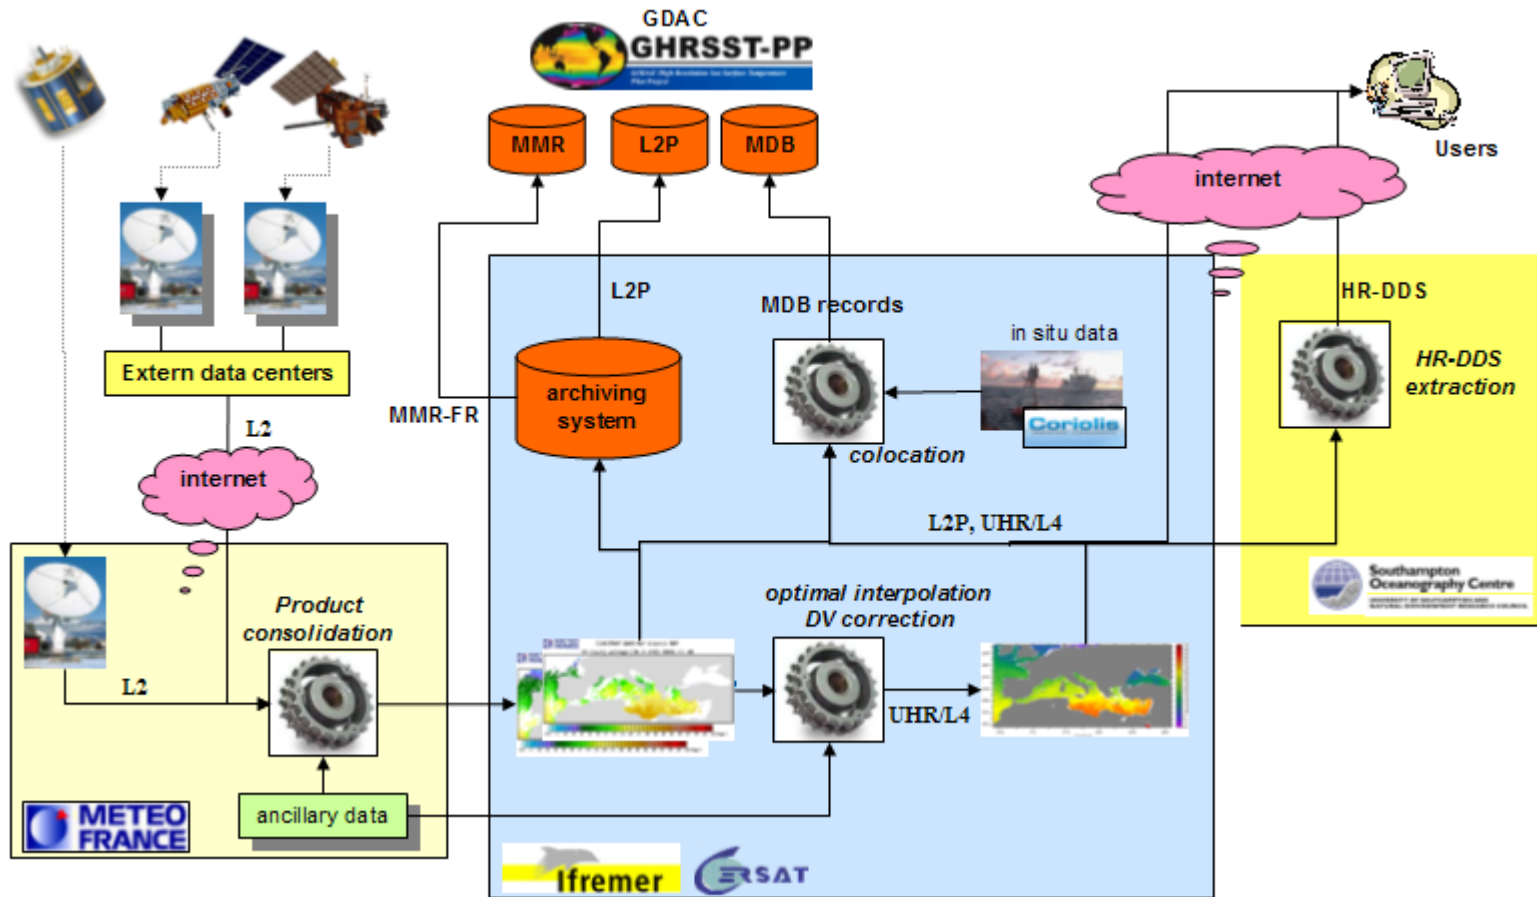 GDAC
GHRSST-PP
MMR
L2P
MDB
Users
internet
L2P
MDB records
HR-DDS
in situ data
Extern data centers
archiving
system
HR-DDS
extraction
MMR-FR
Coriolis
L2
colocation
internet
L2P, UHR/L4
Southampton
Oceanography Centre
Product
consolidation
optimal interpolation
DV correction
L2
UHR/L4
METEO
FRANCE
ancillary data
Ifremer
CERSAT